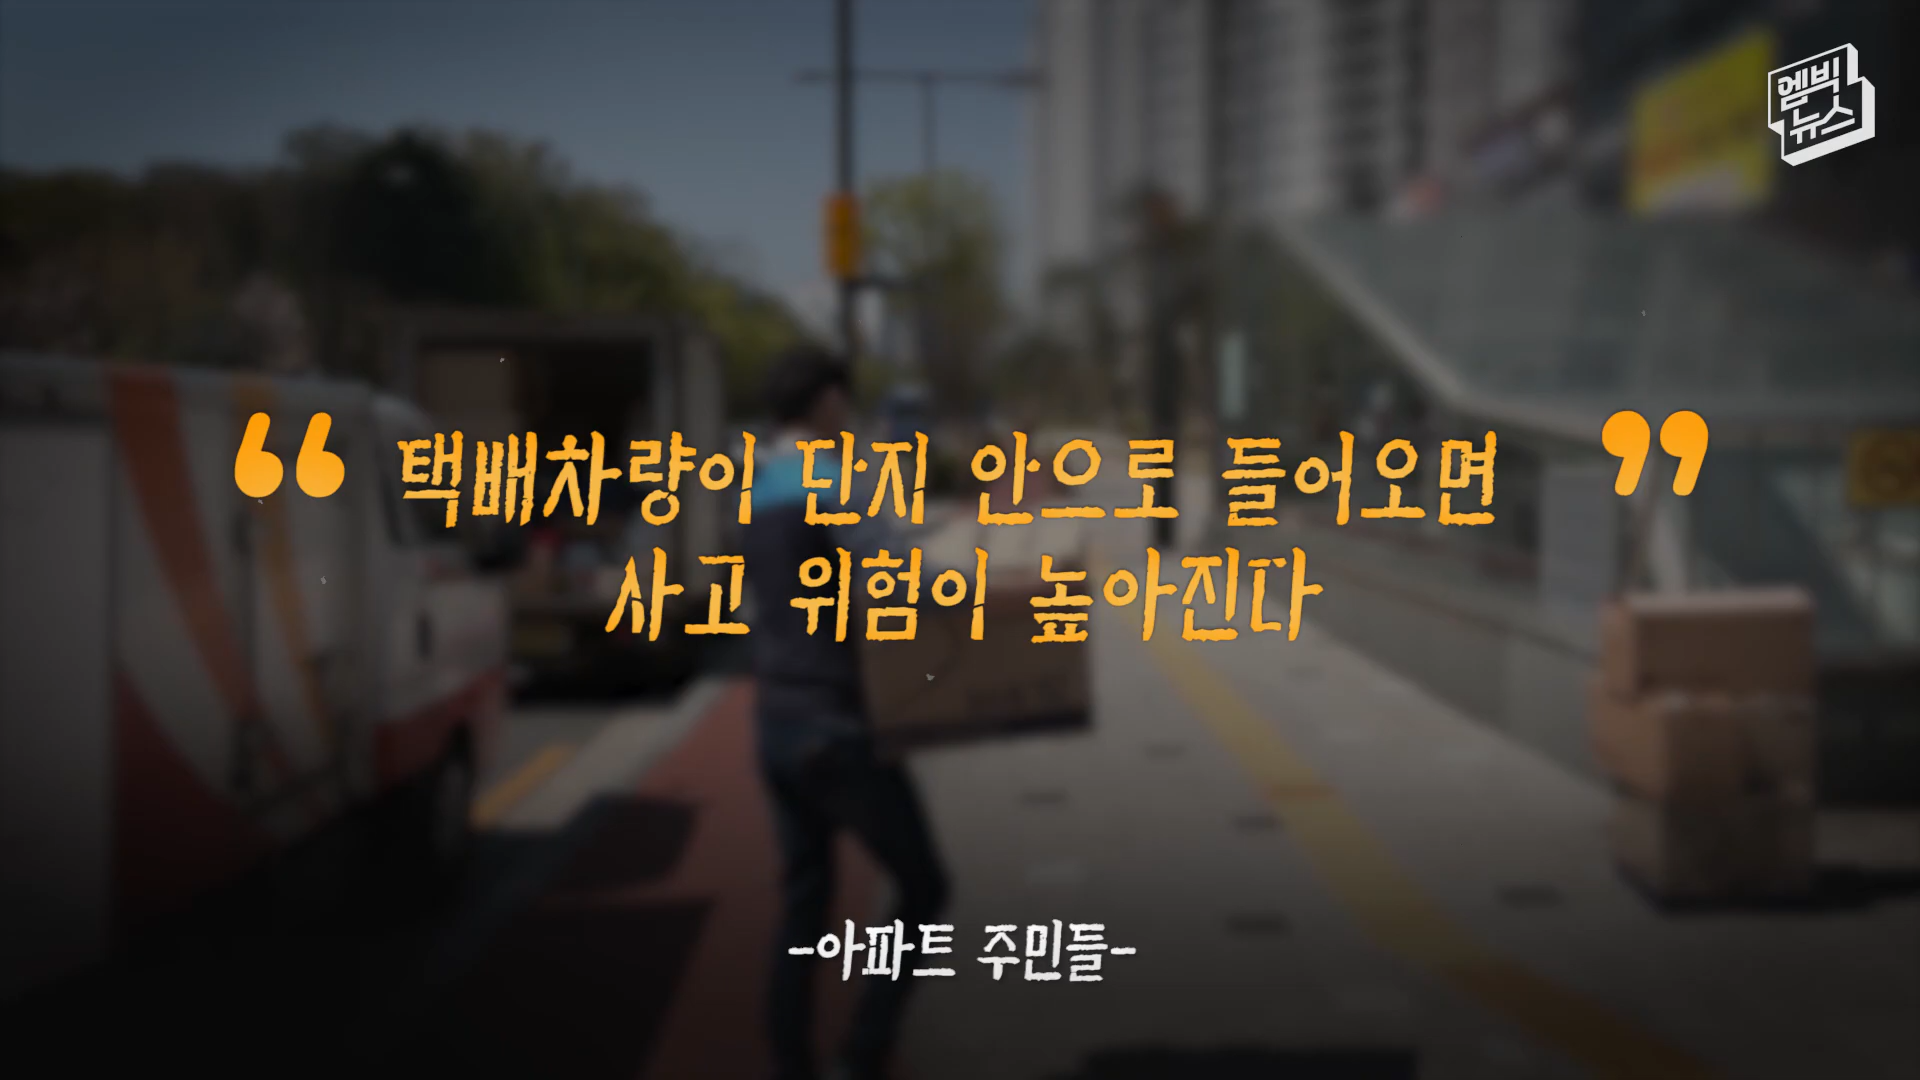 엠빅
뉴스
“ 택배차량이 단지 안으로 들어오면 ”
사고 위험이 높아진다
-아파트 주민들-